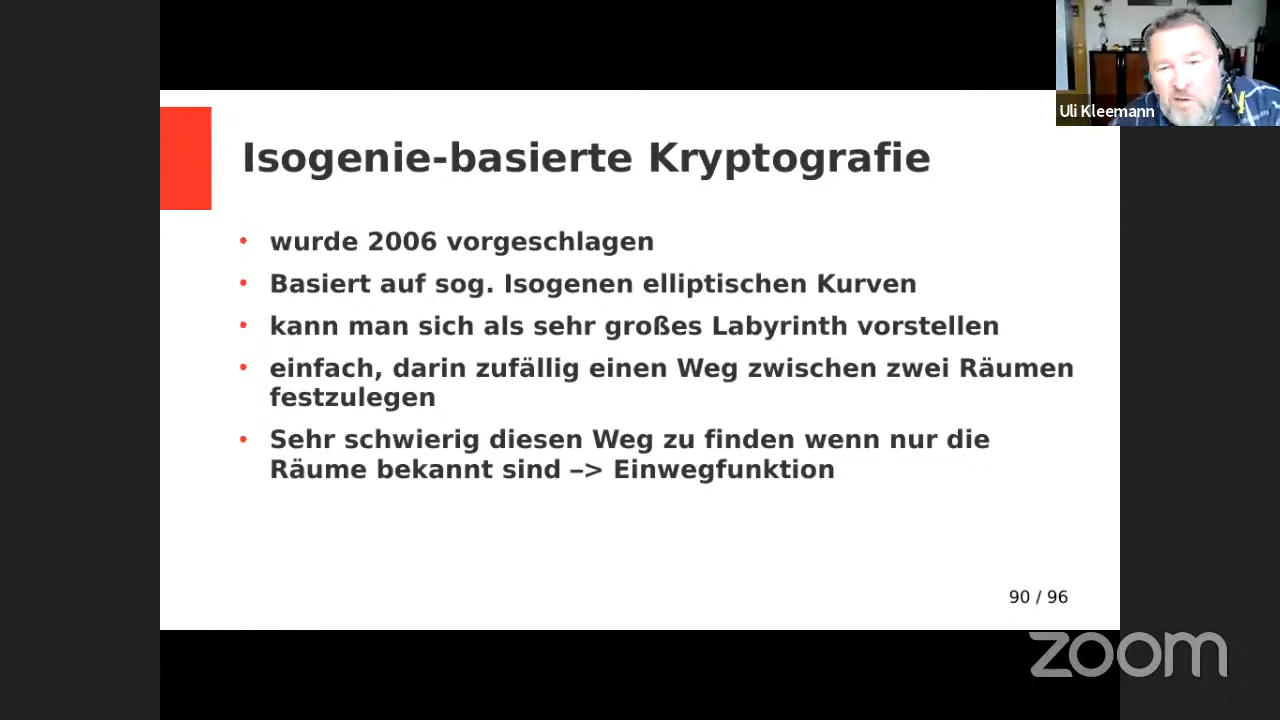 Uli Kleemann
Isogenie-basierte Kryptografie
• wurde 2006 vorgeschlagen
• Basiert auf sog. Isogenen elliptischen Kurven
• kann man sich als sehr großes Labyrinth vorstellen
• einfach, darin zufällig einen Weg zwischen zwei Räumen
festzulegen
• Sehr schwierig diesen Weg zu finden wenn nur die
Räume bekannt sind –> Einwegfunktion
90 / 96
zoom